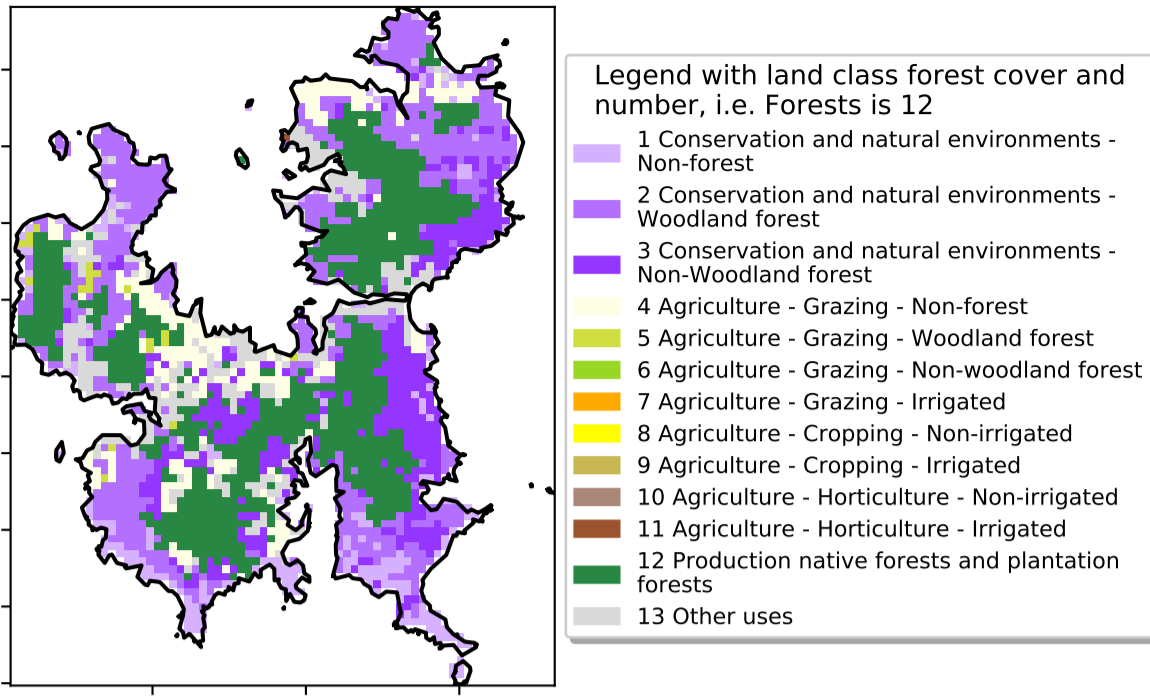 Legend with land class forest cover and
number, i.e. Forests is 12
1 Conservation and natural environments -
Non-forest
2 Conservation and natural environments -
Woodland forest
3 Conservation and natural environments -
Non-Woodland forest
4 Agriculture - Grazing - Non-forest
5 Agriculture - Grazing - Woodland forest
6 Agriculture - Grazing - Non-woodland forest
7 Agriculture - Grazing - Irrigated
8 Agriculture - Cropping - Non-irrigated
9 Agriculture - Cropping - Irrigated
10 Agriculture - Horticulture - Non-irrigated
11 Agriculture - Horticulture - Irrigated
12 Production native forests and plantation
forests
13 Other uses